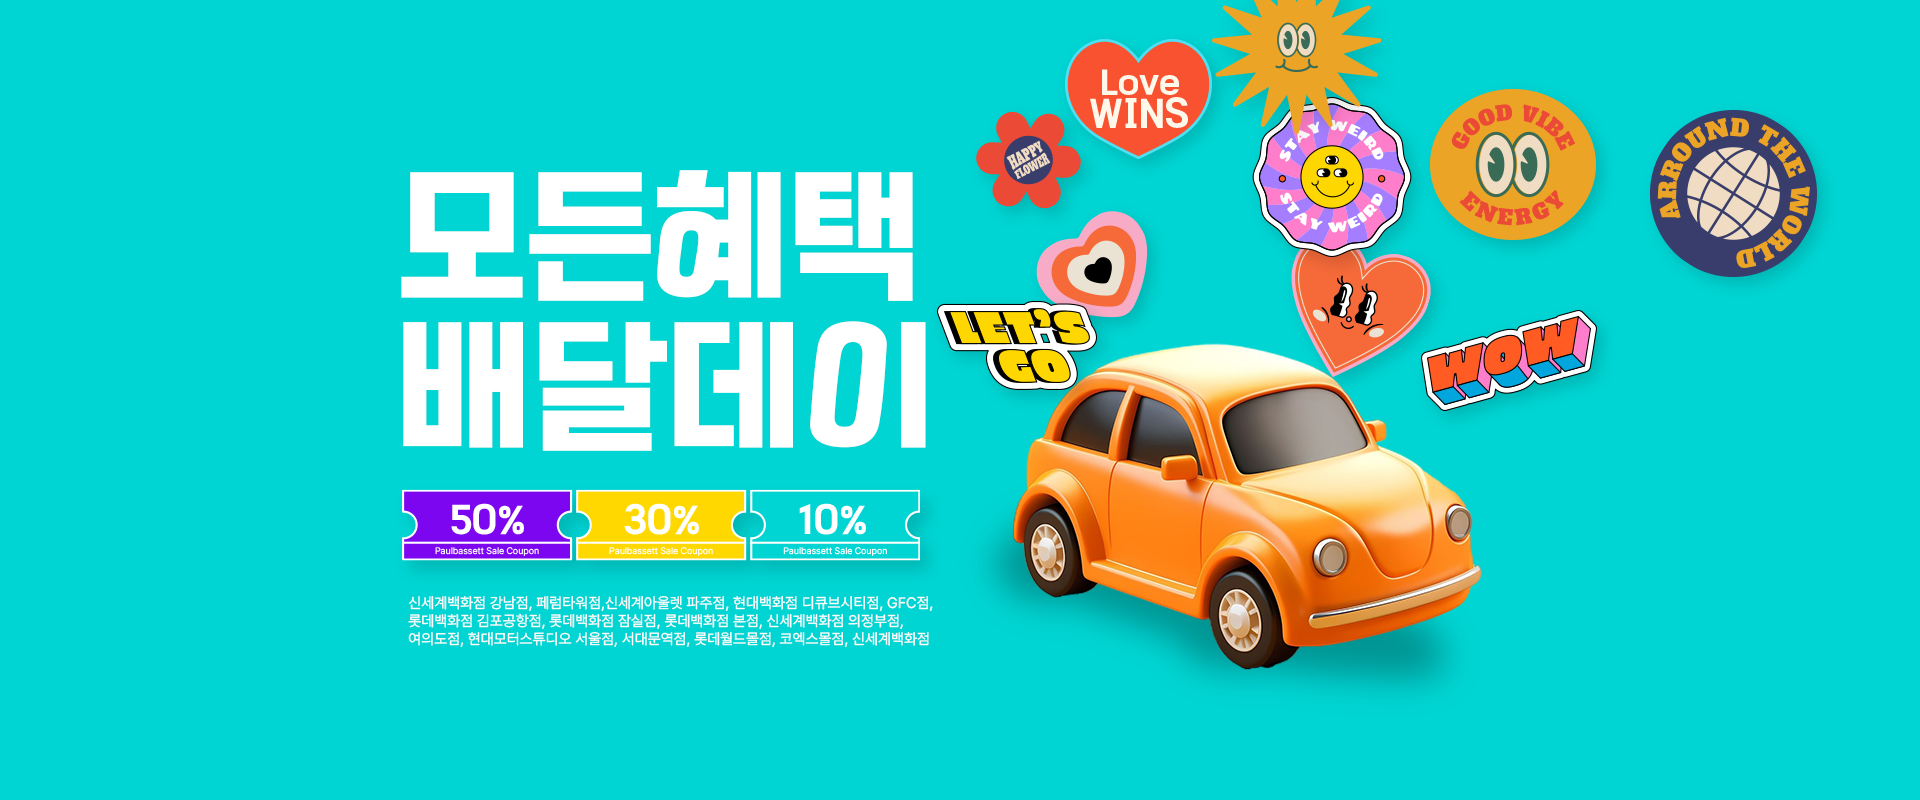 모든혜택
배달데이
50%
Paulbassett Sale Coupon
30%
Paulbassett Sale Coupon
10%
Paulbassett Sale Coupon
신세계백화점 강남점, 페럼타워점,신세계아울렛 파주점, 현대백화점 디큐브시티점, GFC점,
롯데백화점 김포공항점, 롯데백화점 잠실점, 롯데백화점 본점, 신세계백화점 의정부점,
여의도점, 현대모터스튜디오 서울점, 서대문역점, 롯데월드몰점, 코엑스몰점, 신세계백화점
Love
WINS
HAPPY
FLOWER
STAY WEIRD
STAY WEIRD
GOOD VIBE
ENERGY
ARROUND THE WORLD
LET'S
GO
WOW